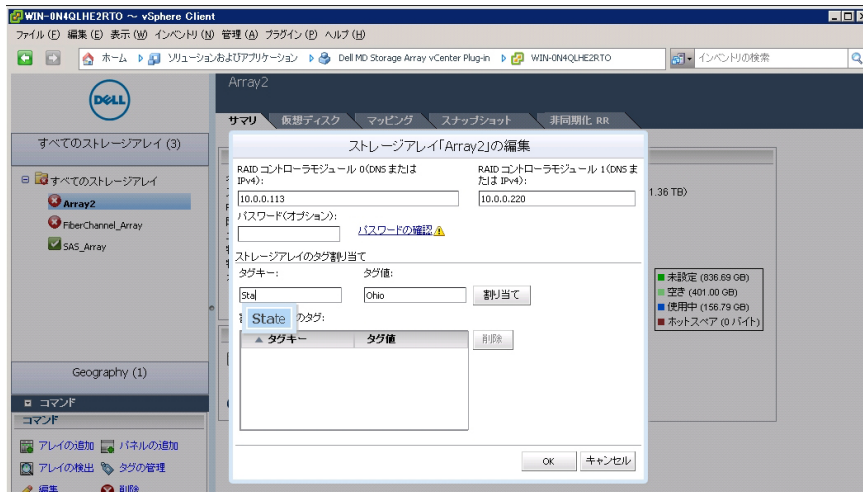 WIN-0N4QLHE2RTO ～ vSphere Client
ファイル(F) 編集(E) 表示(W) インベントリ(N) 管理(A) プラグイン(P) ヘルプ(H)
ホーム ソリューションおよびアプリケーション Dell MD Storage Array vCenter Plug-in WIN-0N4QLHE2RTO インベントリの検索
DELL
Array2
サマリ 仮想ディスク マッピング スナップショット 非同期化 RR
すべてのストレージアレイ (3)
すべてのストレージアレイ
Array2
FiberChannel_Array
SAS_Array
ストレージアレイ「Array2」の編集
RAID コントローラモジュール 0(DNS または IPv4):
RAID コントローラモジュール 1(DNS または IPv4):
10.0.0.113
10.0.0.220
パスワード(オプション):
パスワードの確認
ストレージアレイのタグ割り当て
タグキー: タグ値:
Sta Ohio 割り当て
State
のタグ:
タグキー タグ値 削除
OK キャンセル
1.36 TB)
未設定 (836.69 GB)
空き (401.00 GB)
使用中 (156.79 GB)
ホットスペア (0 バイト)
Geography (1)
コマンド
コマンド
アレイの追加 パネルの追加
アレイの検出 タグの管理
編集 削除